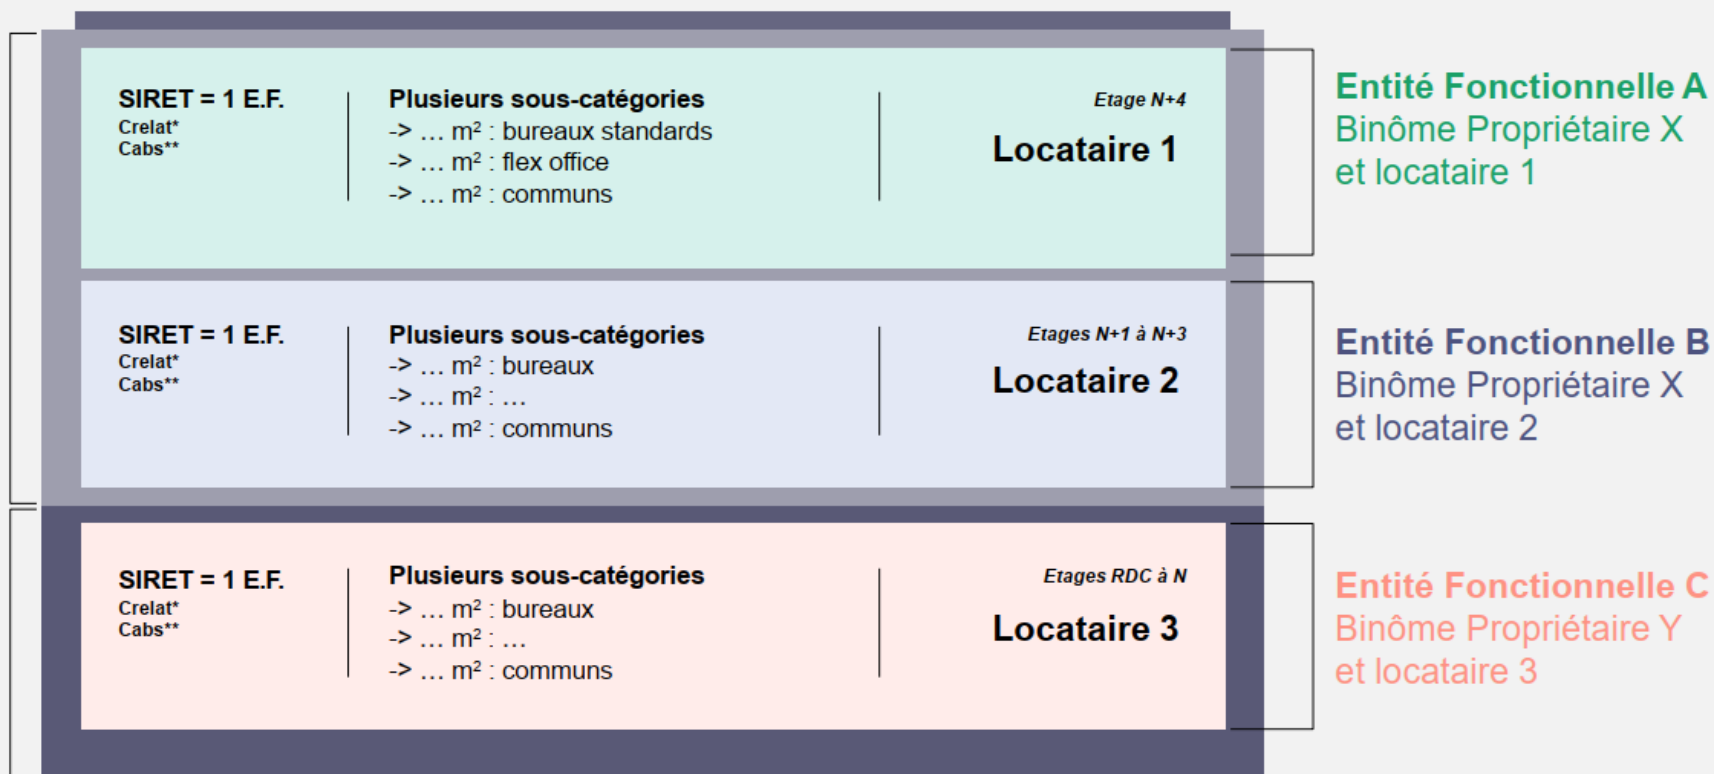 SIRET = 1 E.F.
Crelat*
Cabs**
Plusieurs sous-catégories
-> … m² : bureaux standards
-> … m² : flex office
-> … m² : communs
Etage N+4
Locataire 1
Entité Fonctionnelle A
Binôme Propriétaire X
et locataire 1
SIRET = 1 E.F.
Crelat*
Cabs**
Plusieurs sous-catégories
-> … m² : bureaux
-> … m² : …
-> … m² : communs
Etages N+1 à N+3
Locataire 2
Entité Fonctionnelle B
Binôme Propriétaire X
et locataire 2
SIRET = 1 E.F.
Crelat*
Cabs**
Plusieurs sous-catégories
-> … m² : bureaux
-> … m² : …
-> … m² : communs
Etages RDC à N
Locataire 3
Entité Fonctionnelle C
Binôme Propriétaire Y
et locataire 3